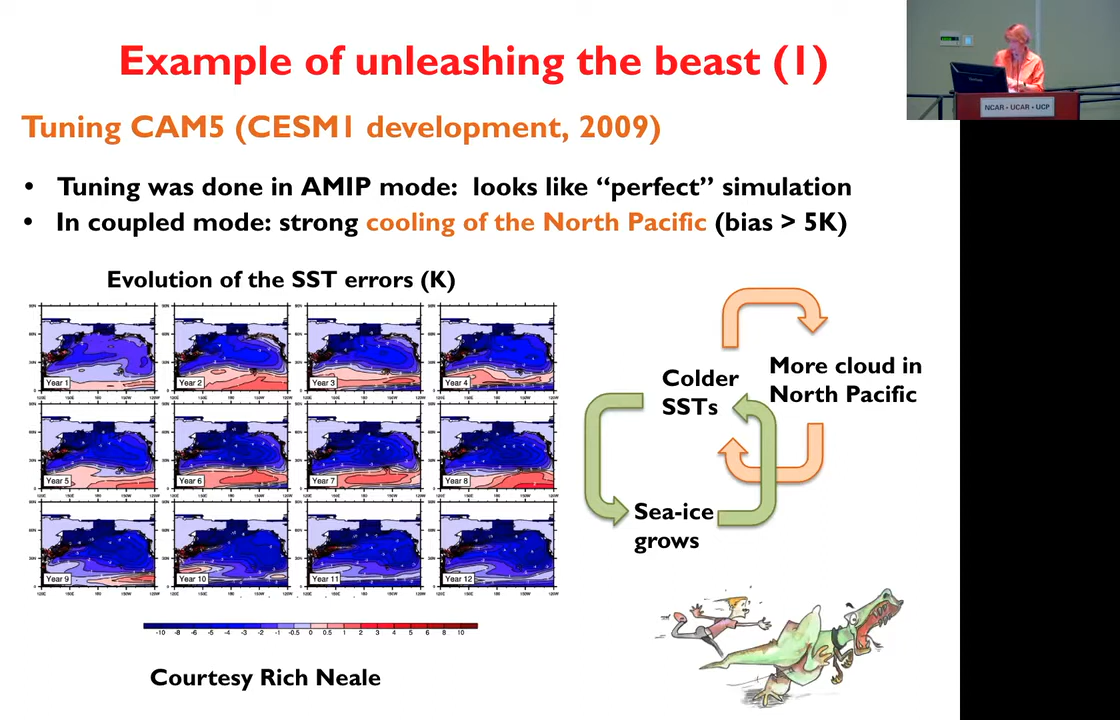 Example of unleashing the beast (1)
NCAR • UCAR • UCP
Tuning CAM5 (CESM1 development, 2009)
• Tuning was done in AMIP mode: looks like “perfect” simulation
• In coupled mode: strong cooling of the North Pacific (bias > 5K)
Evolution of the SST errors (K)
Year 1
Year 2
Year 3
Year 4
Year 5
Year 6
Year 7
Year 8
Year 9
Year 10
Year 11
Year 12
-10 -8 -6 -5 -4 -3 -2 -1 -0.5 0 0.5 1 2 3 4 5 6 8 10
Colder
SSTs
More cloud in
North Pacific
Sea-ice
grows
Courtesy Rich Neale